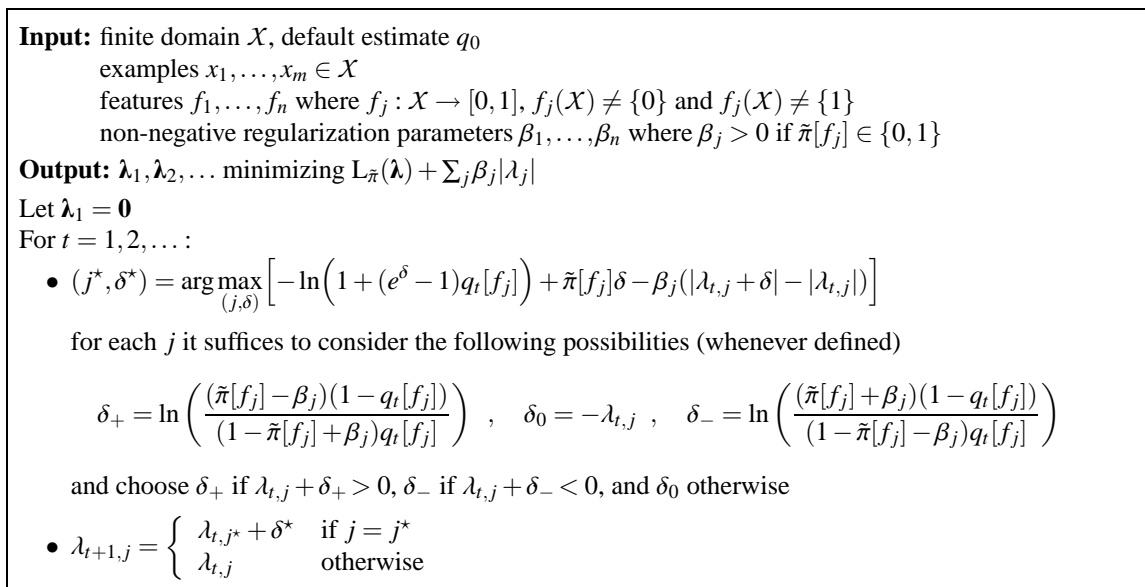 Input: finite domain 𝒳, default estimate q₀
examples x₁,…,xₘ ∈ 𝒳
features f₁,…,fₙ where fⱼ : 𝒳 → [0,1], fⱼ(𝒳) ≠ {0} and fⱼ(𝒳) ≠ {1}
non-negative regularization parameters β₁,…,βₙ where βⱼ > 0 if π̃[fⱼ] ∈ {0,1}
Output: λ₁,λ₂,… minimizing L_π̃(λ) + ∑ⱼ βⱼ|λⱼ|
Let λ₁ = 0
For t = 1,2,… :
• (j⋆,δ⋆) = arg max_(j,δ) [−ln(1 + (e^δ − 1)qₜ[fⱼ]) + π̃[fⱼ]δ − βⱼ(|λₜ,ⱼ + δ| − |λₜ,ⱼ|)]
for each j it suffices to consider the following possibilities (whenever defined)
δ₊ = ln((π̃[fⱼ] − βⱼ)(1 − qₜ[fⱼ]) / (1 − π̃[fⱼ] + βⱼ)qₜ[fⱼ]) , δ₀ = −λₜ,ⱼ , δ₋ = ln((π̃[fⱼ] + βⱼ)(1 − qₜ[fⱼ]) / (1 − π̃[fⱼ] − βⱼ)qₜ[fⱼ])
and choose δ₊ if λₜ,ⱼ + δ₊ > 0, δ₋ if λₜ,ⱼ + δ₋ < 0, and δ₀ otherwise
• λₜ₊₁,ⱼ = { λₜ,ⱼ⋆ + δ⋆ if j = j⋆
λₜ,ⱼ otherwise